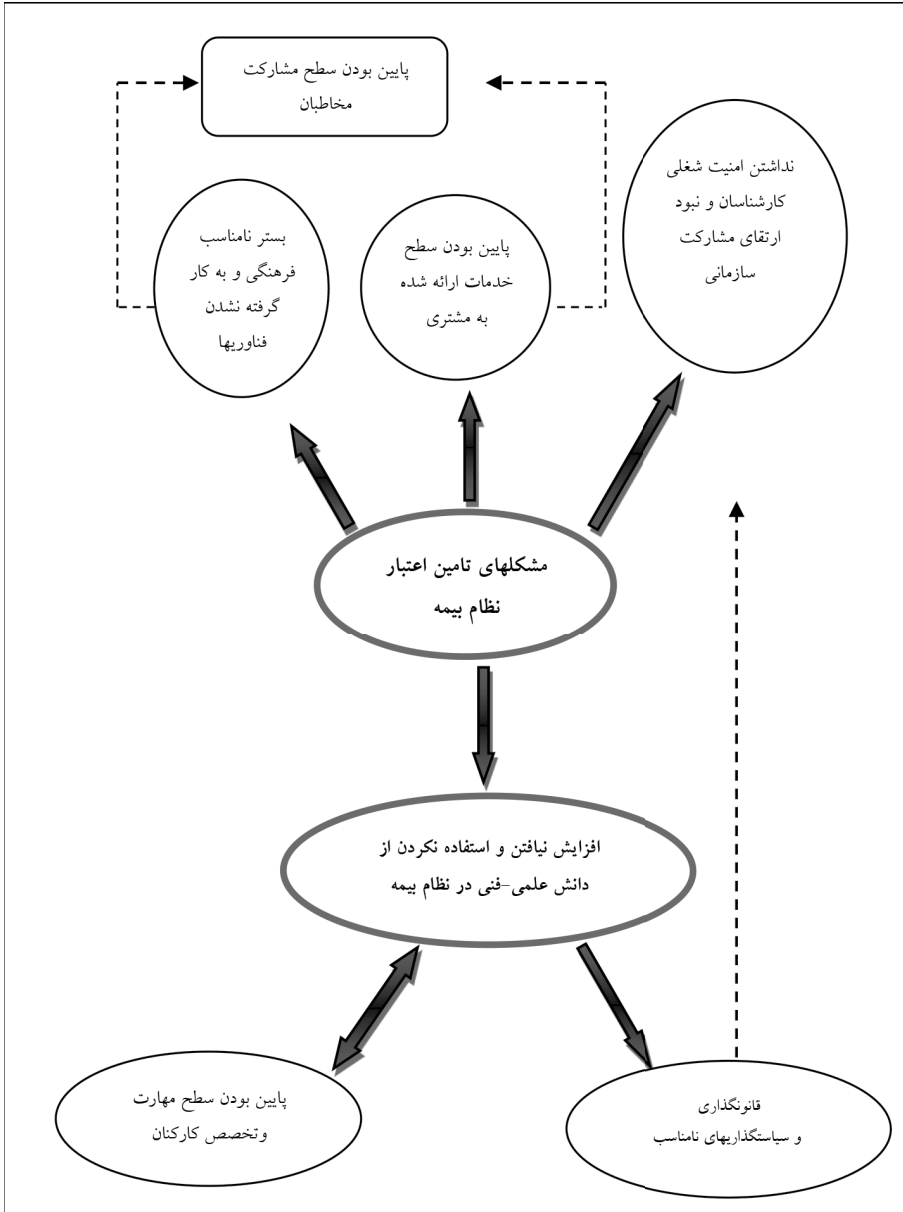 پایین بودن سطح مشارکت
مخاطبان
نداشتن امنیت شغلی
کارشناسان و نبود
ارتقای مشارکت
سازمانی
پایین بودن سطح
خدمات ارائه شده
به مشتری
بستر نامناسب
فرهنگی و به کار
گرفته نشدن
فناوریها
مشکلهای تامین اعتبار
نظام بیمه
افزایش نیافتن و استفاده نکردن از
دانش علمی-فنی در نظام بیمه
قانونگذاری
و سیاستگذاریهای نامناسب
پایین بودن سطح مهارت
وتخصص کارکنان